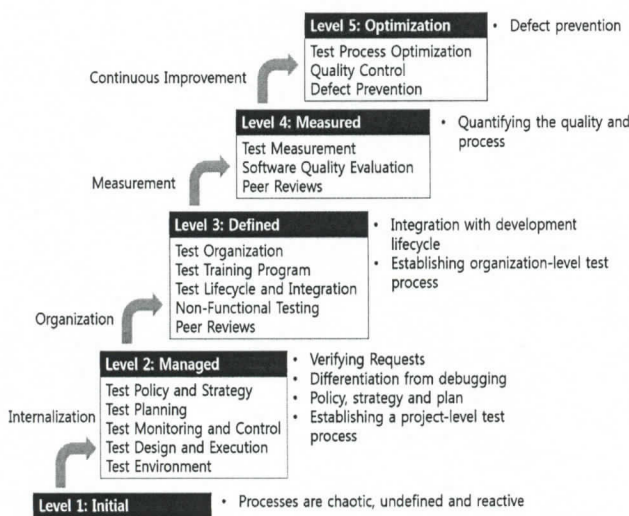 Level 5: Optimization
• Defect prevention
Test Process Optimization
Quality Control
Defect Prevention
Continuous Improvement
Level 4: Measured
• Quantifying the quality and
process
Test Measurement
Software Quality Evaluation
Peer Reviews
Measurement
Level 3: Defined
• Integration with development
lifecycle
• Establishing organization-level test
process
Test Organization
Test Training Program
Test Lifecycle and Integration
Non-Functional Testing
Peer Reviews
Organization
Level 2: Managed
• Verifying Requests
• Differentiation from debugging
• Policy, strategy and plan
• Establishing a project-level test
process
Test Policy and Strategy
Test Planning
Test Monitoring and Control
Test Design and Execution
Test Environment
Internalization
Level 1: Initial
• Processes are chaotic, undefined and reactive